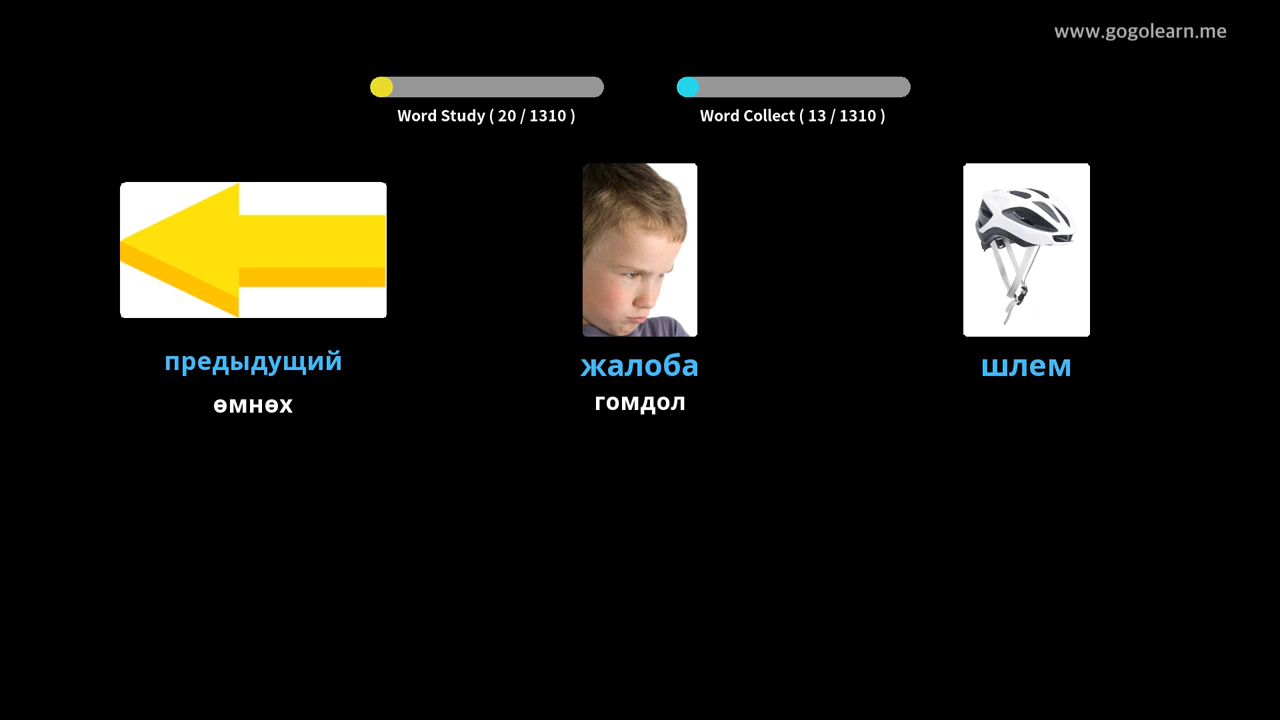 www.gogolearn.me
Word Study ( 20 / 1310 )
Word Collect ( 13 / 1310 )
предыдущий
өмнөх
жалоба
гомдол
шлем